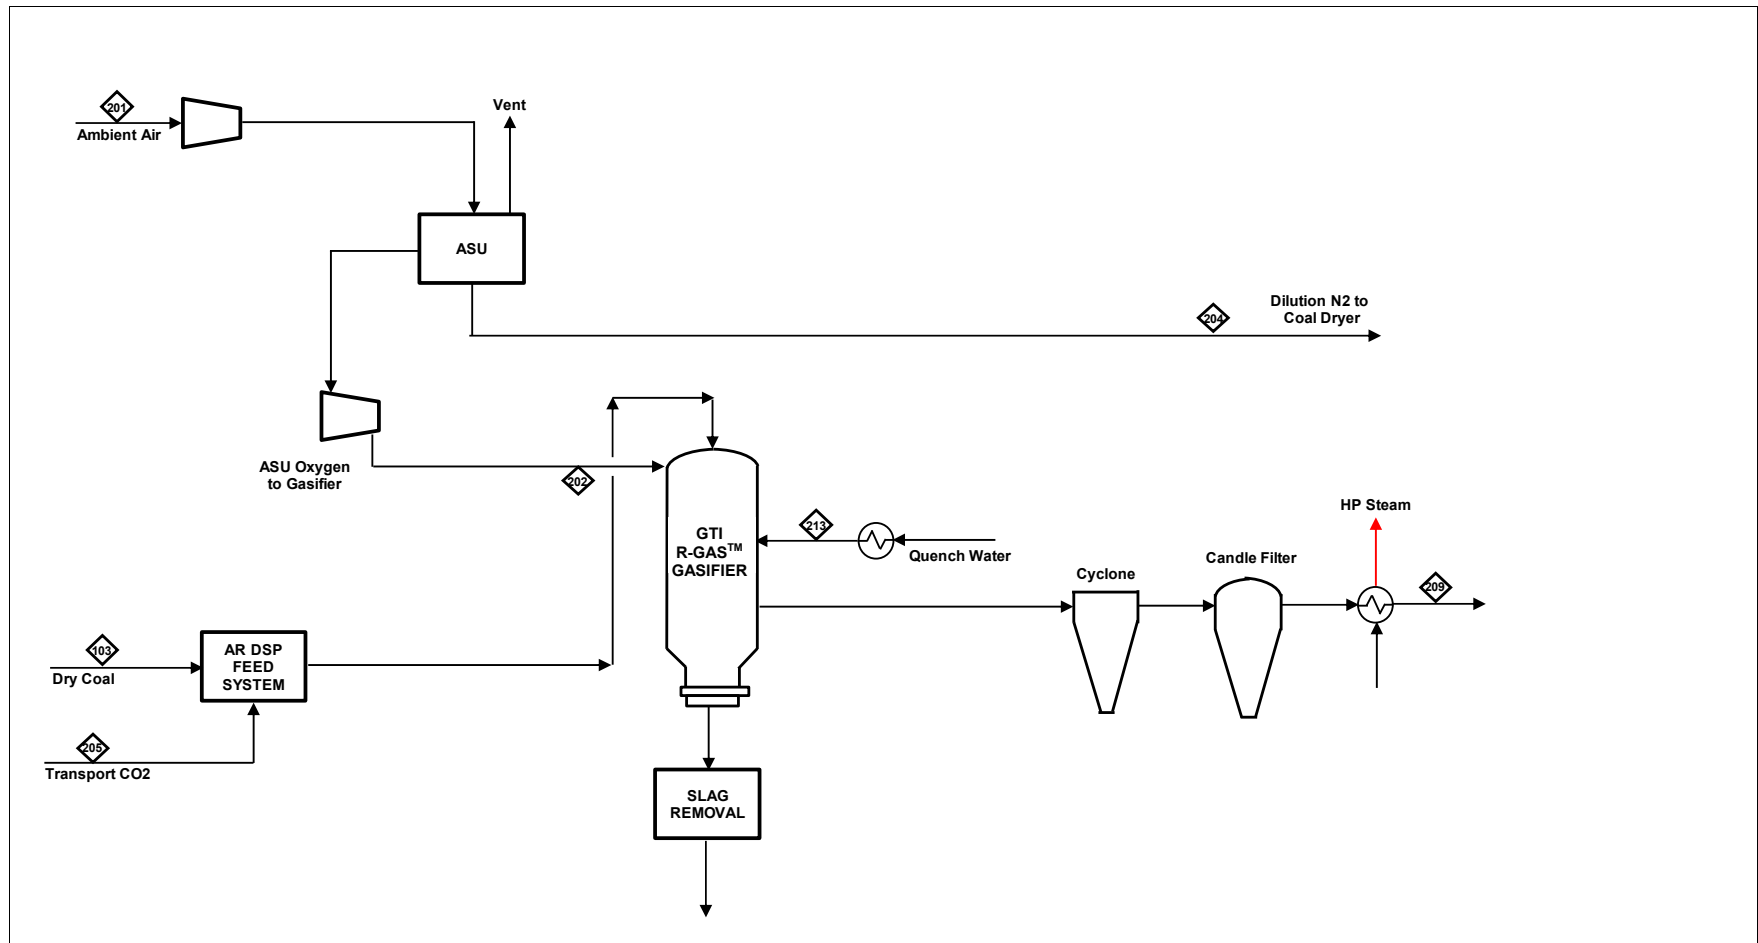 201
Ambient Air
Vent
ASU
204
Dilution N2 to
Coal Dryer
ASU Oxygen
to Gasifier
202
GTI
R-GAS™
GASIFIER
213
Quench Water
HP Steam
Candle Filter
Cyclone
209
103
Dry Coal
AR DSP
FEED
SYSTEM
205
Transport CO2
SLAG
REMOVAL